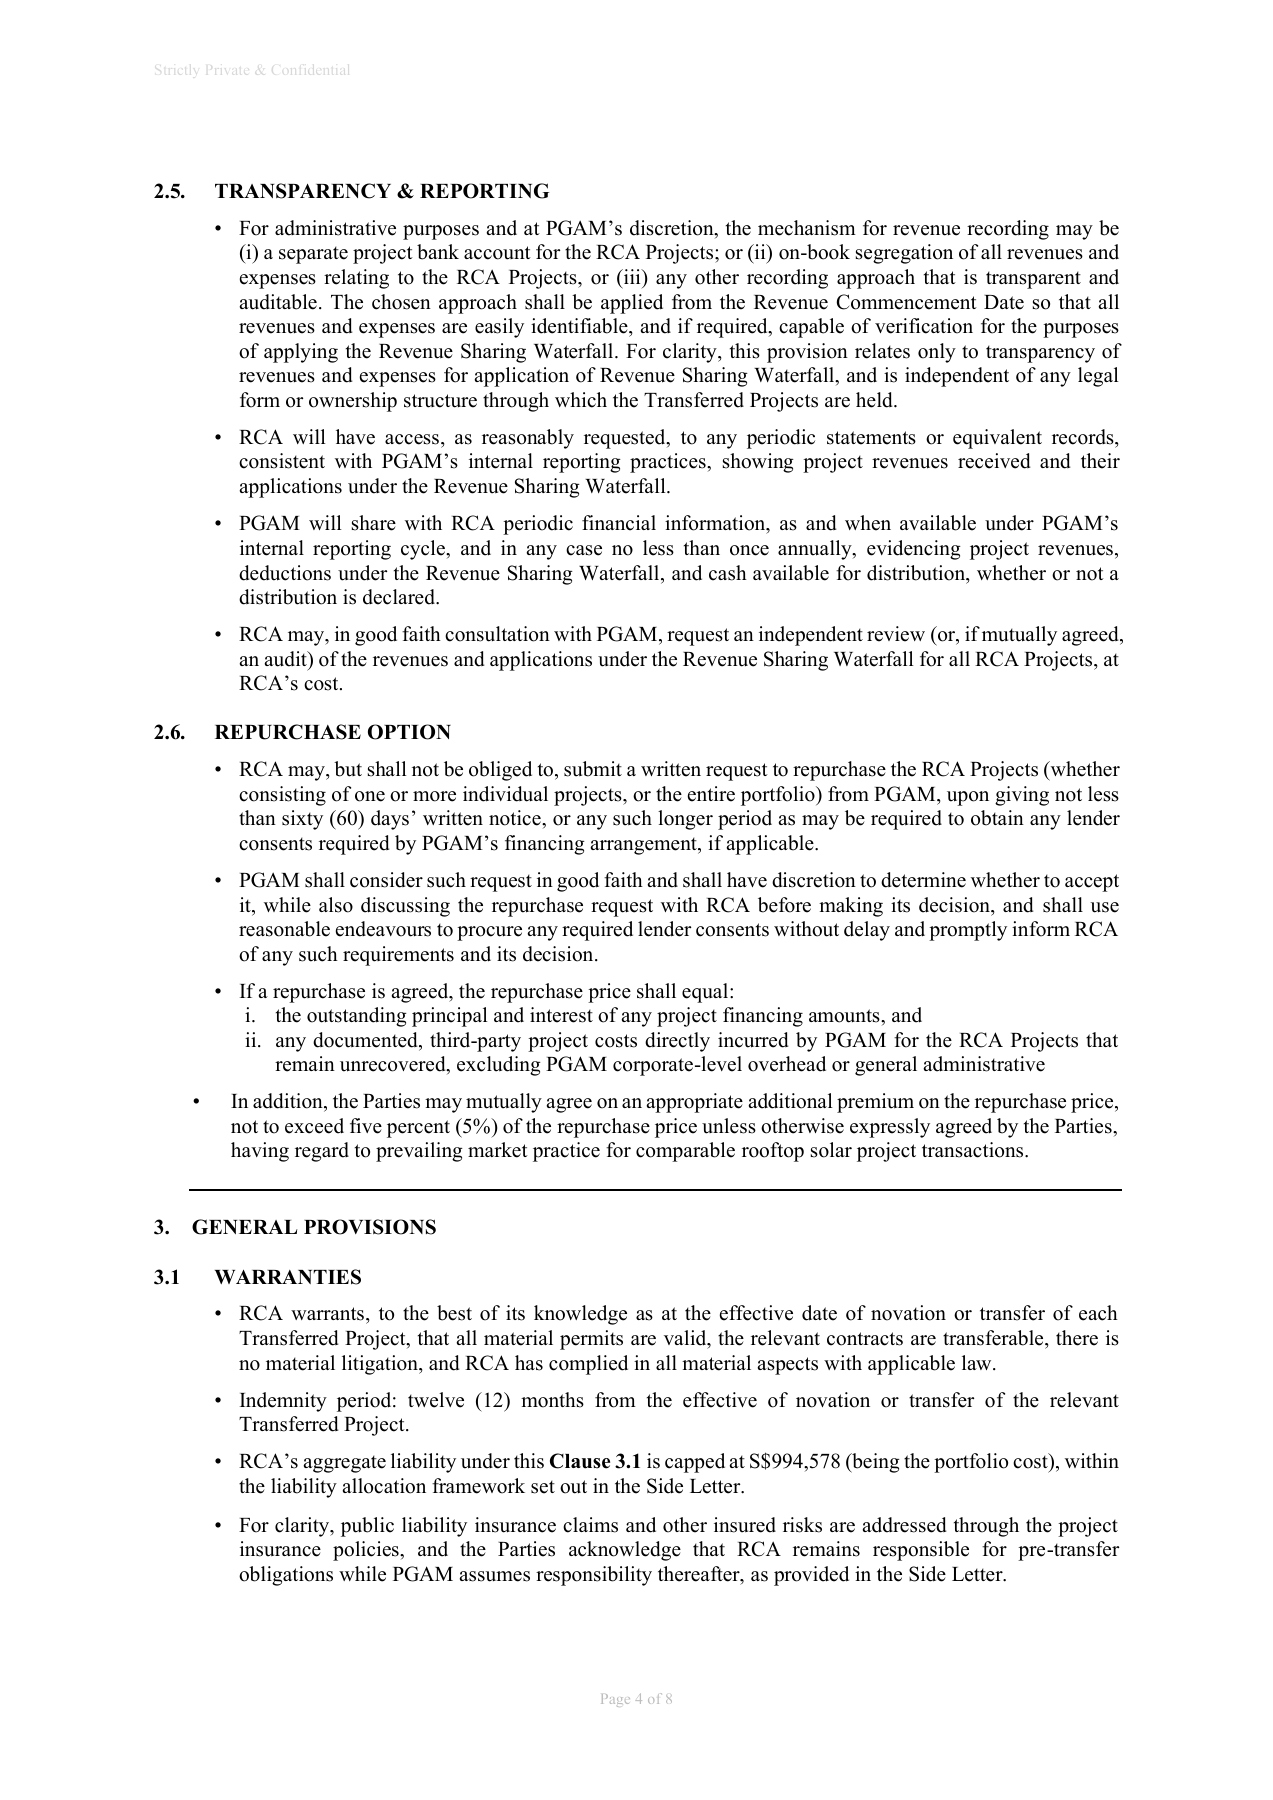 Strictly Private & Confidential
2.5. TRANSPARENCY & REPORTING
• For administrative purposes and at PGAM’s discretion, the mechanism for revenue recording may be
(i) a separate project bank account for the RCA Projects; or (ii) on-book segregation of all revenues and
expenses relating to the RCA Projects, or (iii) any other recording approach that is transparent and
auditable. The chosen approach shall be applied from the Revenue Commencement Date so that all
revenues and expenses are easily identifiable, and if required, capable of verification for the purposes
of applying the Revenue Sharing Waterfall. For clarity, this provision relates only to transparency of
revenues and expenses for application of Revenue Sharing Waterfall, and is independent of any legal
form or ownership structure through which the Transferred Projects are held.
• RCA will have access, as reasonably requested, to any periodic statements or equivalent records,
consistent with PGAM’s internal reporting practices, showing project revenues received and their
applications under the Revenue Sharing Waterfall.
• PGAM will share with RCA periodic financial information, as and when available under PGAM’s
internal reporting cycle, and in any case no less than once annually, evidencing project revenues,
deductions under the Revenue Sharing Waterfall, and cash available for distribution, whether or not a
distribution is declared.
• RCA may, in good faith consultation with PGAM, request an independent review (or, if mutually agreed,
an audit) of the revenues and applications under the Revenue Sharing Waterfall for all RCA Projects, at
RCA’s cost.
2.6. REPURCHASE OPTION
• RCA may, but shall not be obliged to, submit a written request to repurchase the RCA Projects (whether
consisting of one or more individual projects, or the entire portfolio) from PGAM, upon giving not less
than sixty (60) days’ written notice, or any such longer period as may be required to obtain any lender
consents required by PGAM’s financing arrangement, if applicable.
• PGAM shall consider such request in good faith and shall have discretion to determine whether to accept
it, while also discussing the repurchase request with RCA before making its decision, and shall use
reasonable endeavours to procure any required lender consents without delay and promptly inform RCA
of any such requirements and its decision.
• If a repurchase is agreed, the repurchase price shall equal:
i. the outstanding principal and interest of any project financing amounts, and
ii. any documented, third-party project costs directly incurred by PGAM for the RCA Projects that
remain unrecovered, excluding PGAM corporate-level overhead or general administrative
• In addition, the Parties may mutually agree on an appropriate additional premium on the repurchase price,
not to exceed five percent (5%) of the repurchase price unless otherwise expressly agreed by the Parties,
having regard to prevailing market practice for comparable rooftop solar project transactions.
3. GENERAL PROVISIONS
3.1 WARRANTIES
• RCA warrants, to the best of its knowledge as at the effective date of novation or transfer of each
Transferred Project, that all material permits are valid, the relevant contracts are transferable, there is
no material litigation, and RCA has complied in all material aspects with applicable law.
• Indemnity period: twelve (12) months from the effective of novation or transfer of the relevant
Transferred Project.
• RCA’s aggregate liability under this Clause 3.1 is capped at S$994,578 (being the portfolio cost), within
the liability allocation framework set out in the Side Letter.
• For clarity, public liability insurance claims and other insured risks are addressed through the project
insurance policies, and the Parties acknowledge that RCA remains responsible for pre-transfer
obligations while PGAM assumes responsibility thereafter, as provided in the Side Letter.
Page 4 of 8